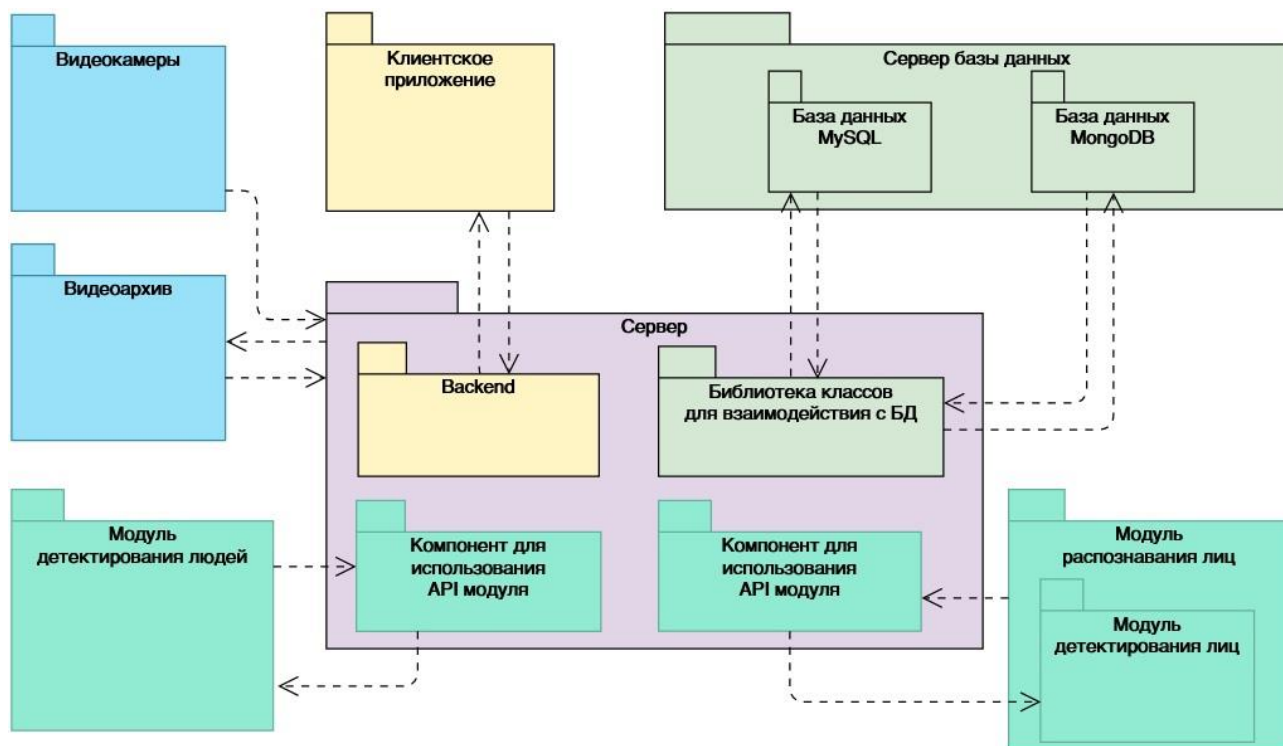 Видеокамеры
Клиентское
приложение
Сервер базы данных
База данных
MySQL
База данных
MongoDB
Видеоархив
Сервер
Backend
Библиотека классов
для взаимодействия с БД
Модуль
детектирования людей
Компонент для
использования
API модуля
Компонент для
использования
API модуля
Модуль
распознавания лиц
Модуль
детектирования лиц